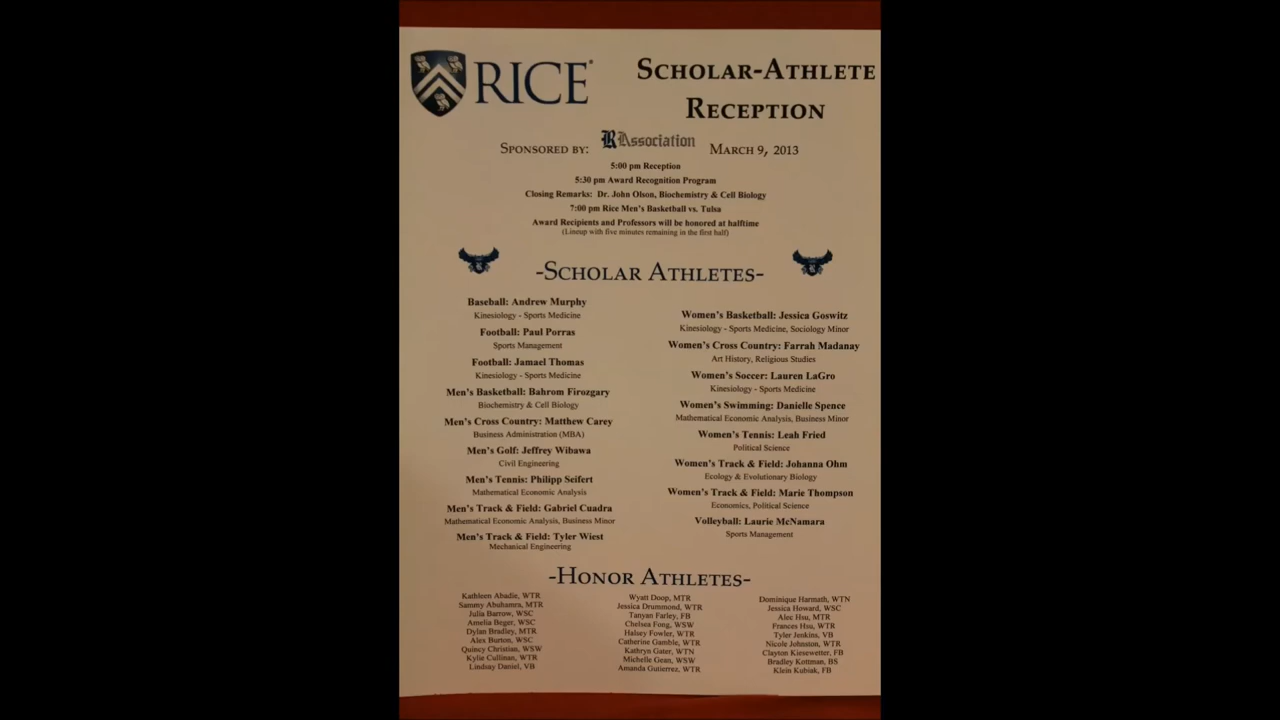 RICE
SCHOLAR-ATHLETE
RECEPTION
SPONSORED BY: R Association MARCH 9, 2013
5:00 pm Reception
5:30 pm Award Recognition Program
Closing Remarks: Dr. John Olson, Biochemistry & Cell Biology
7:00 pm Rice Men's Basketball vs. Tulsa
Award Recipients and Professors will be honored at halftime
(Lineup with five minutes remaining in the first half)
-SCHOLAR ATHLETES-
Baseball: Andrew Murphy
Kinesiology - Sports Medicine
Football: Paul Porras
Sports Management
Football: Jamael Thomas
Kinesiology - Sports Medicine
Men's Basketball: Bahrom Firozgary
Biochemistry & Cell Biology
Men's Cross Country: Matthew Carey
Business Administration (MBA)
Men's Golf: Jeffrey Wibawa
Civil Engineering
Men's Tennis: Philipp Seifert
Mathematical Economic Analysis
Men's Track & Field: Gabriel Cuadra
Mathematical Economic Analysis, Business Minor
Men's Track & Field: Tyler Wiest
Mechanical Engineering
Women's Basketball: Jessica Goswitz
Kinesiology - Sports Medicine, Sociology Minor
Women's Cross Country: Farrah Madanay
Art History, Religious Studies
Women's Soccer: Lauren LaGro
Kinesiology - Sports Medicine
Women's Swimming: Danielle Spence
Mathematical Economic Analysis, Business Minor
Women's Tennis: Leah Fried
Political Science
Women's Track & Field: Johanna Ohm
Ecology & Evolutionary Biology
Women's Track & Field: Marie Thompson
Economics, Political Science
Volleyball: Laurie McNamara
Sports Management
-HONOR ATHLETES-
Kathleen Abadie, WTR
Sammy Abuhamra, MTR
Julia Barrow, WSC
Amelia Beger, WSC
Dylan Bradley, MTR
Alex Burton, WSC
Quincy Christian, WSW
Kylie Cullinan, WTR
Lindsay Daniel, VB
Wyatt Doop, MTR
Jessica Drummond, WTR
Tanyan Farley, FB
Chelsea Fong, WSW
Halsey Fowler, WTR
Catherine Gamble, WTR
Kathryn Gater, WTN
Michelle Gean, WSW
Amanda Gutierrez, WTR
Dominique Harmath, WTN
Jessica Howard, WSC
Alec Hsu, MTR
Frances Hsu, WTR
Tyler Jenkins, VB
Nicole Johnston, WTR
Clayton Kiesewetter, FB
Bradley Kottman, BS
Klein Kubiak, FB